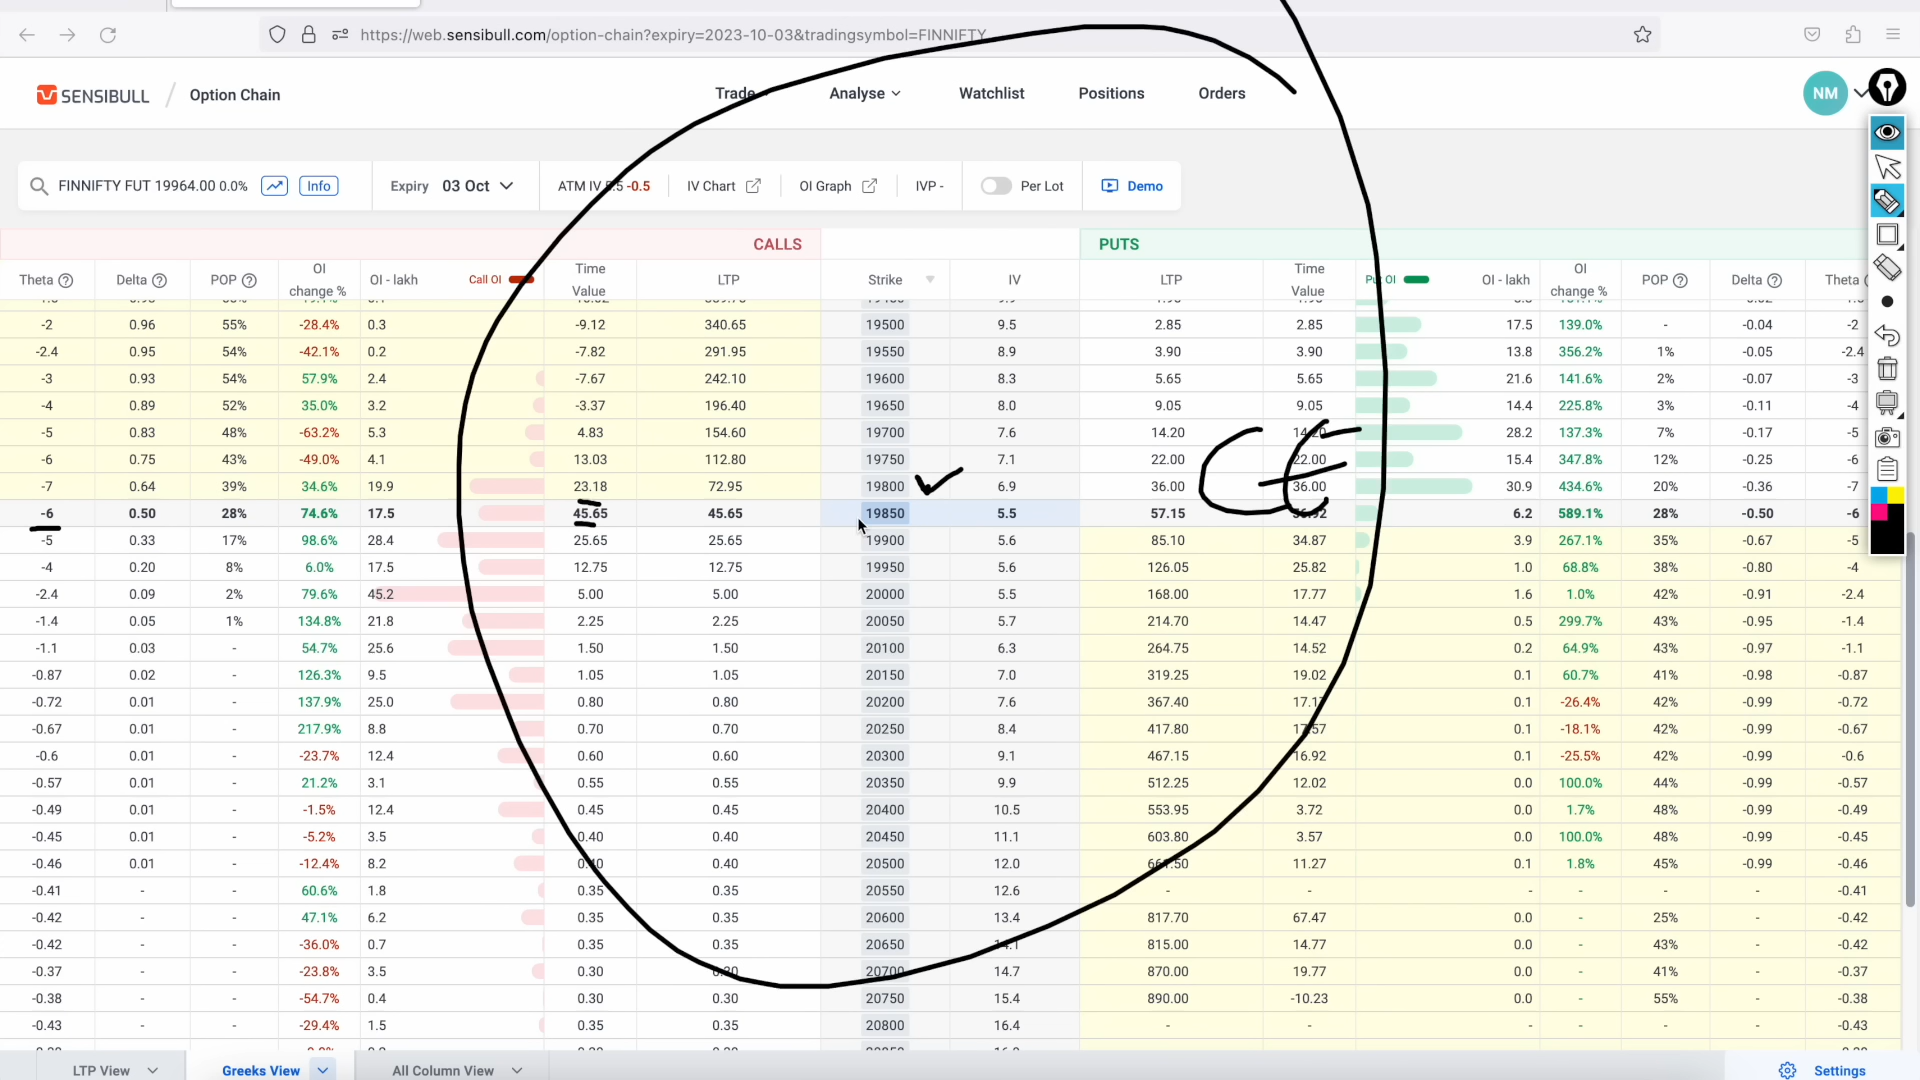 https://web.sensibull.com/option-chain?expiry=2023-10-03&tradingsymbol=FINNIFTY
SENSIBULL / Option Chain Trade Analyse Watchlist Positions Orders NM
FINNIFTY FUT 19964.00 0.0% Info Expiry 03 Oct ATM IV 5.5 -0.5 IV Chart OI Graph IVP - Per Lot Demo
CALLS PUTS
Theta Delta POP OI change % OI - lakh Call OI Time Value LTP Strike IV LTP Time Value Put OI OI - lakh OI change % POP Delta Theta
-2 0.96 55% -28.4% 0.3 -9.12 340.65 19500 9.5 2.85 2.85 17.5 139.0% - -0.04 -2
-2.4 0.95 54% -42.1% 0.2 -7.82 291.95 19550 8.9 3.90 3.90 13.8 356.2% 1% -0.05 -2.4
-3 0.93 54% 57.9% 2.4 -7.67 242.10 19600 8.3 5.65 5.65 21.6 141.6% 2% -0.07 -3
-4 0.89 52% 35.0% 3.2 -3.37 196.40 19650 8.0 9.05 9.05 14.4 225.8% 3% -0.11 -4
-5 0.83 48% -63.2% 5.3 4.83 154.60 19700 7.6 14.20 14.20 28.2 137.3% 7% -0.17 -5
-6 0.75 43% -49.0% 4.1 13.03 112.80 19750 7.1 22.00 22.00 15.4 347.8% 12% -0.25 -6
-7 0.64 39% 34.6% 19.9 23.18 72.95 19800 6.9 36.00 CE 36.00 30.9 434.6% 20% -0.36 -7
-6 0.50 28% 74.6% 17.5 45.65 45.65 19850 5.5 57.15 6.2 589.1% 28% -0.50 -6
-5 0.33 17% 98.6% 28.4 25.65 25.65 19900 5.6 85.10 34.87 3.9 267.1% 35% -0.67 -5
-4 0.20 8% 6.0% 17.5 12.75 12.75 19950 5.6 126.05 25.82 1.0 68.8% 38% -0.80 -4
-2.4 0.09 2% 79.6% 45.2 5.00 5.00 20000 5.5 168.00 17.77 1.6 1.0% 42% -0.91 -2.4
-1.4 0.05 1% 134.8% 21.8 2.25 2.25 20050 5.7 214.70 14.47 0.5 299.7% 43% -0.95 -1.4
-1.1 0.03 - 54.7% 25.6 1.50 1.50 20100 6.3 264.75 14.52 0.2 64.9% 43% -0.97 -1.1
-0.87 0.02 - 126.3% 9.5 1.05 1.05 20150 7.0 319.25 19.02 0.1 60.7% 41% -0.98 -0.87
-0.72 0.01 - 137.9% 25.0 0.80 0.80 20200 7.6 367.40 17.17 0.1 -26.4% 42% -0.99 -0.72
-0.67 0.01 - 217.9% 8.8 0.70 0.70 20250 8.4 417.80 17.57 0.1 -18.1% 42% -0.99 -0.67
-0.6 0.01 - -23.7% 12.4 0.60 0.60 20300 9.1 467.15 16.92 0.1 -25.5% 42% -0.99 -0.6
-0.57 0.01 - 21.2% 3.1 0.55 0.55 20350 9.9 512.25 12.02 0.0 100.0% 44% -0.99 -0.57
-0.49 0.01 - -1.5% 12.4 0.45 0.45 20400 10.5 553.95 3.72 0.0 1.7% 48% -0.99 -0.49
-0.45 0.01 - -5.2% 3.5 0.40 0.40 20450 11.1 603.80 3.57 0.0 100.0% 48% -0.99 -0.45
-0.46 0.01 - -12.4% 8.2 0.40 0.40 20500 12.0 11.27 0.1 1.8% 45% -0.99 -0.46
-0.41 - - 60.6% 1.8 0.35 0.35 20550 12.6 - - - - - - -0.41
-0.42 - - 47.1% 6.2 0.35 0.35 20600 13.4 817.70 67.47 0.0 - 25% - -0.42
-0.42 - - -36.0% 0.7 0.35 0.35 20650 14.1 815.00 14.77 0.0 - 43% - -0.42
-0.37 - - -23.8% 3.5 0.30 0.30 20700 14.7 870.00 19.77 0.0 - 41% - -0.37
-0.38 - - -54.7% 0.4 0.30 0.30 20750 15.4 890.00 -10.23 0.0 - 55% - -0.38
-0.43 - - -29.4% 1.5 0.35 0.35 20800 16.4 - - - - - - -0.43
LTP View Greeks View All Column View Settings